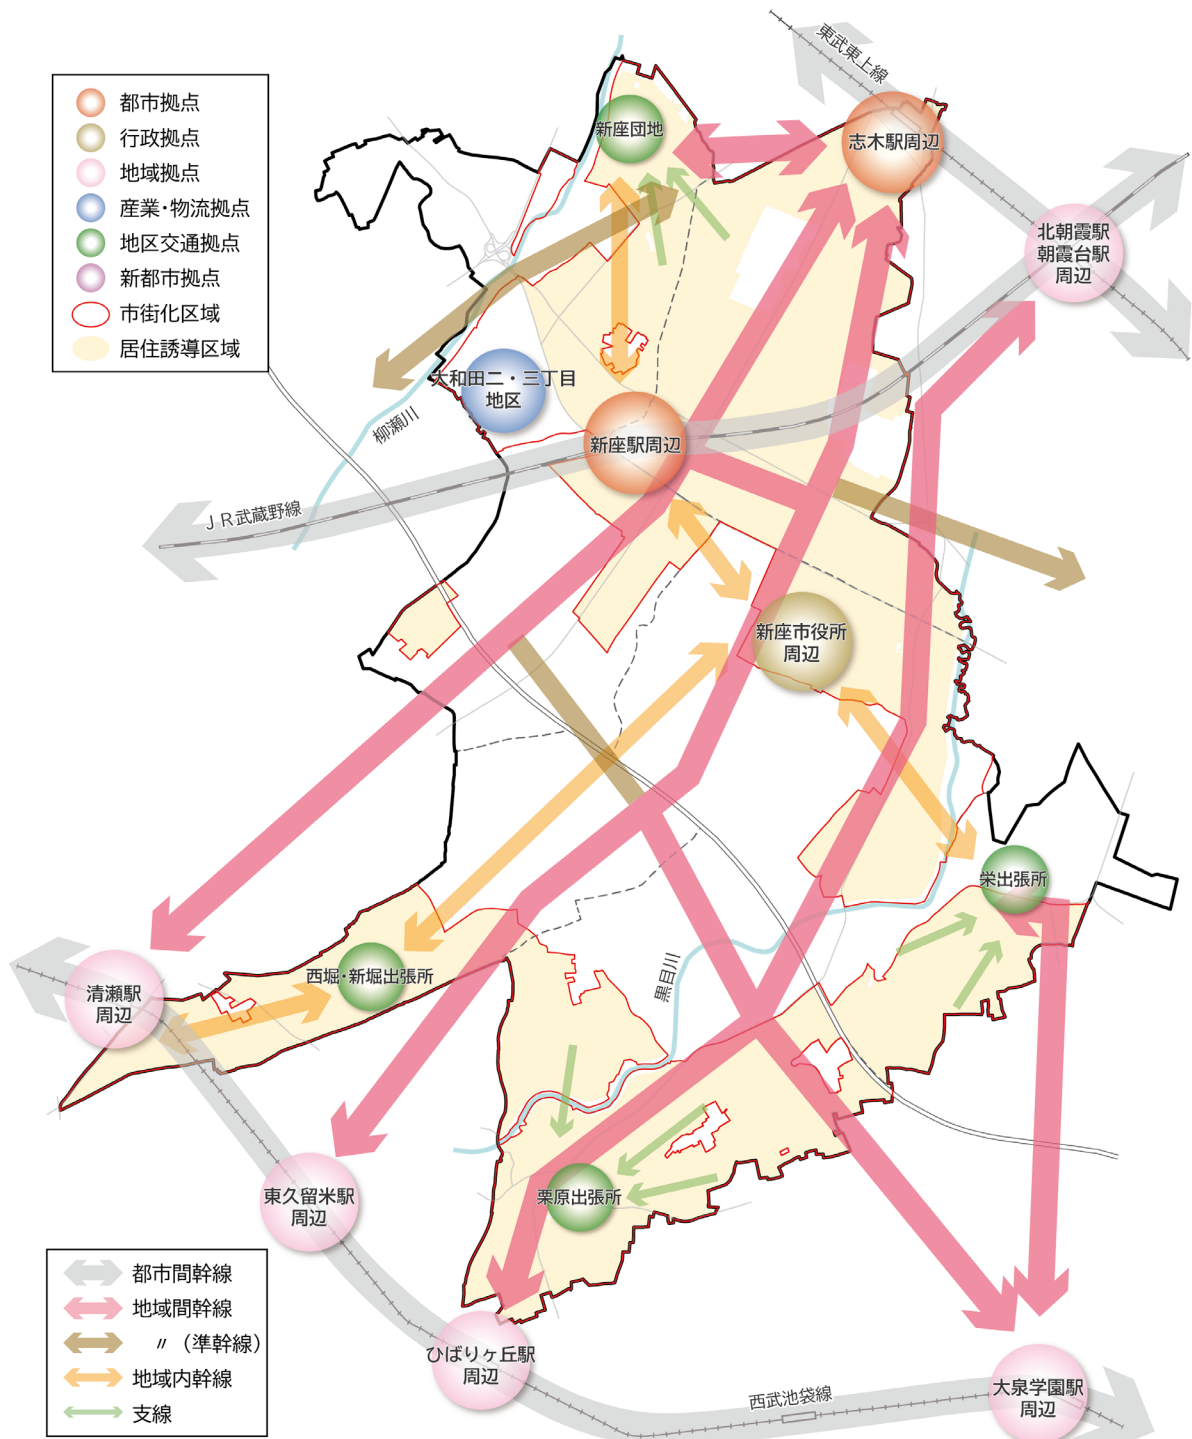 都市拠点
行政拠点
地域拠点
産業・物流拠点
地区交通拠点
新都市拠点
市街化区域
居住誘導区域
東武東上線
新座団地
志木駅周辺
北朝霞駅
朝霞台駅
周辺
大和田二・三丁目
地区
柳瀬川
新座駅周辺
ＪＲ武蔵野線
新座市役所
周辺
栄出張所
西堀・新堀出張所
黒目川
清瀬駅
周辺
東久留米駅
周辺
栗原出張所
ひばりヶ丘駅
周辺
西武池袋線
大泉学園駅
周辺
都市間幹線
地域間幹線
〃（準幹線）
地域内幹線
支線